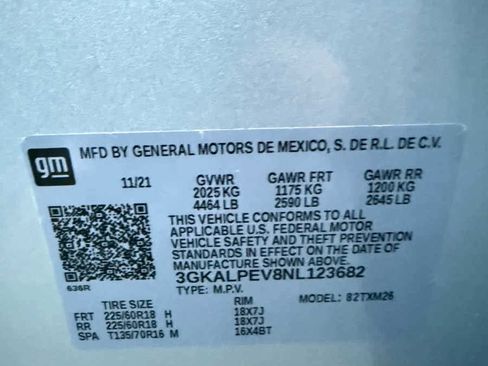 gm MFD BY GENERAL MOTORS DE MEXICO, S. DE R.L. DE C.V.
11/21 GVWR GAWR FRT GAWR RR
2025 KG 1175 KG 1200 KG
4464 LB 2590 LB 2645 LB
THIS VEHICLE CONFORMS TO ALL
APPLICABLE U.S. FEDERAL MOTOR
VEHICLE SAFETY AND THEFT PREVENTION
STANDARDS IN EFFECT ON THE DATE OF
MANUFACTURE SHOWN ABOVE.
3GKALPEV8NL123682
636R TYPE: M.P.V. MODEL: 82TXM26
TIRE SIZE RIM
FRT 225/60R18 H 18X7J
RR 225/60R18 H 18X7J
SPA T135/70R16 M 16X4BT